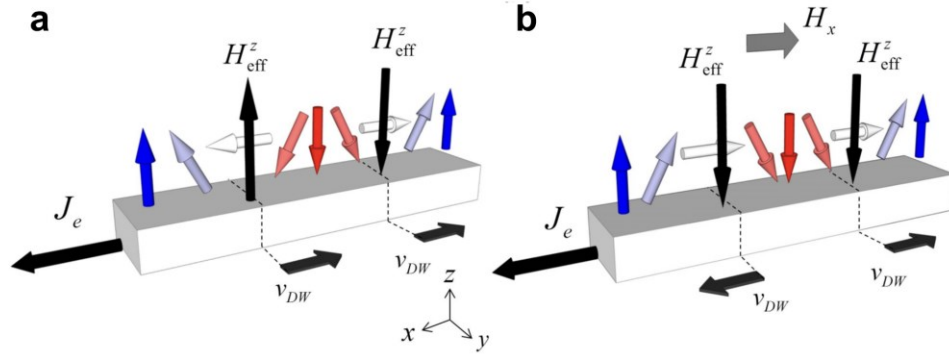 a
H_eff^z
H_eff^z
J_e
v_DW
v_DW
b
H_x
H_eff^z
H_eff^z
J_e
v_DW
v_DW
z
x
y